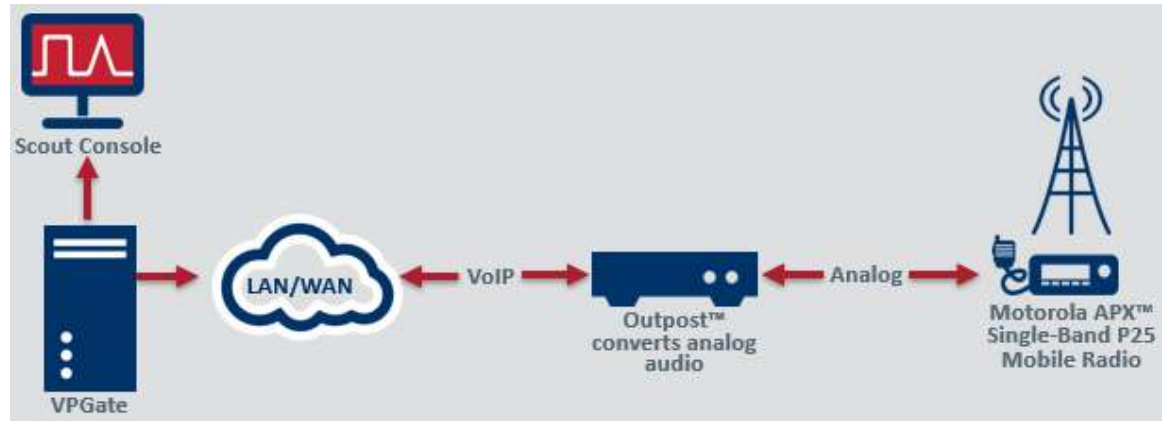 Scout Console
LAN/WAN
VoIP
Analog
Outpost™
converts analog
audio
Motorola APX™
Single-Band P25
Mobile Radio
VPGate